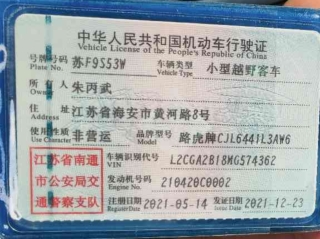 中华人民共和国机动车行驶证
Vehicle License of the People's Republic of China
号牌号码 苏F9S53W 车辆类型 小型越野客车
Plate No. Vehicle Type
所有人 朱丙武
Owner
住址 江苏省海安市黄河路8号
Address
使用性质 非营运 品牌型号 路虎牌CJL6441L3AW6
Use Character Model
江苏省南通 车辆识别代号 L2CGA2B18MG574362
VIN
市公安局交 发动机号 210420C0002
Engine No.
通警察支队 注册日期 2021-05-14 发证日期 2021-12-23
Register Date Issue Date